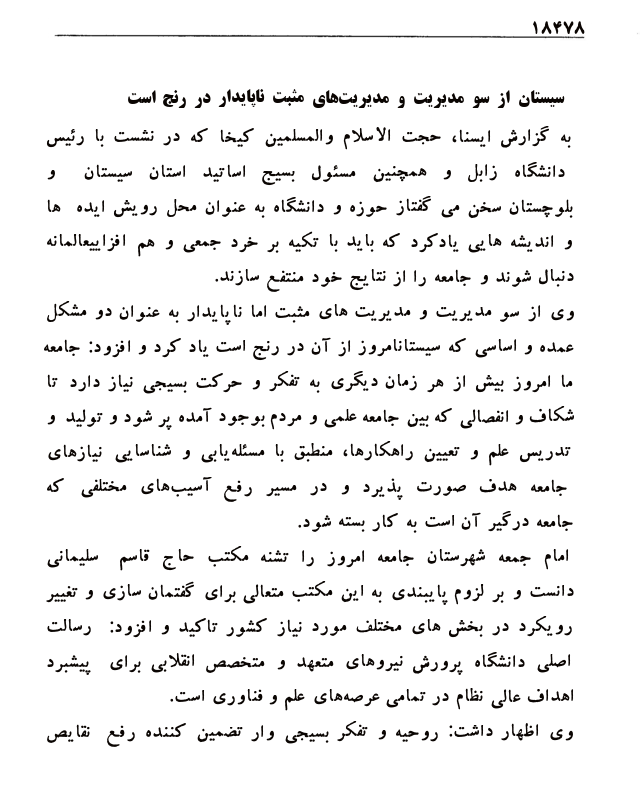 ۱۸۴۷۸
سیستان از سو مدیریت و مدیریت‌های مثبت ناپایدار در رنج است
به گزارش ایسنا، حجت الاسلام والمسلمین کیخا که در نشست با رئیس
دانشگاه زابل و همچنین مسئول بسیج اساتید استان سیستان و
بلوچستان سخن می گفتاز حوزه و دانشگاه به عنوان محل رویش ایده ها
و اندیشه هایی یادکرد که باید با تکیه بر خرد جمعی و هم افزاییعالمانه
دنبال شوند و جامعه را از نتایج خود منتفع سازند.
وی از سو مدیریت و مدیریت های مثبت اما ناپایدار به عنوان دو مشکل
عمده و اساسی که سیستانامروز از آن در رنج است یاد کرد و افزود: جامعه
ما امروز بیش از هر زمان دیگری به تفکر و حرکت بسیجی نیاز دارد تا
شکاف و انفصالی که بین جامعه علمی و مردم بوجود آمده پر شود و تولید و
تدریس علم و تعیین راهکارها، منطبق با مسئله‌یابی و شناسایی نیازهای
جامعه هدف صورت پذیرد و در مسیر رفع آسیب‌های مختلفی که
جامعه درگیر آن است به کار بسته شود.
امام جمعه شهرستان جامعه امروز را تشنه مکتب حاج قاسم سلیمانی
دانست و بر لزوم پایبندی به این مکتب متعالی برای گفتمان سازی و تغییر
رویکرد در بخش های مختلف مورد نیاز کشور تاکید و افزود: رسالت
اصلی دانشگاه پرورش نیروهای متعهد و متخصص انقلابی برای پیشبرد
اهداف عالی نظام در تمامی عرصه‌های علم و فناوری است.
وی اظهار داشت: روحیه و تفکر بسیجی وار تضمین کننده رفع نقایص